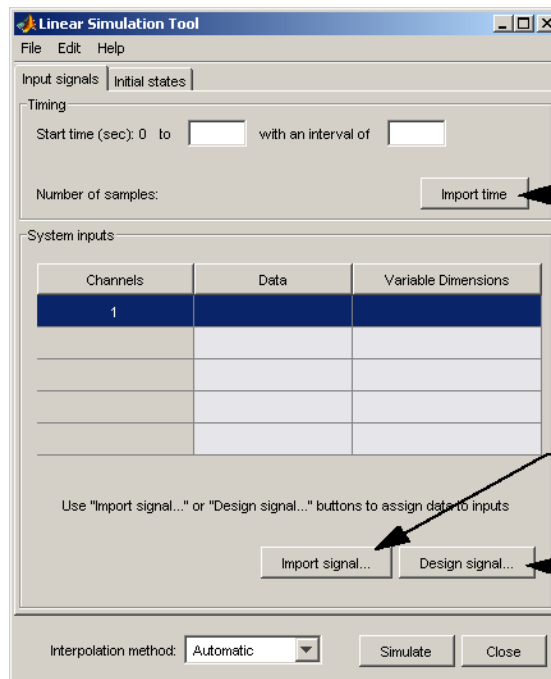 Linear Simulation Tool
File Edit Help
Input signals Initial states
Timing
Start time (sec): 0 to with an interval of
Number of samples: Import time
System inputs
Channels Data Variable Dimensions
1
Use "Import signal..." or "Design signal..." buttons to assign data to inputs
Import signal... Design signal...
Interpolation method: Automatic Simulate Close